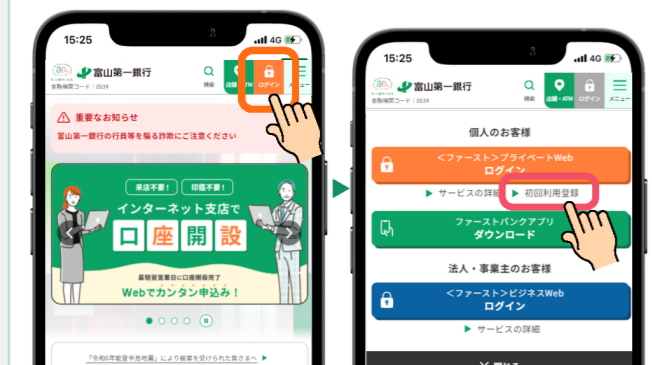 15:25
4G
富山第一銀行
金融機関コード：0534
検索
店舗・ATM
ログイン
メニュー
重要なお知らせ
富山第一銀行の行員等を騙る詐欺にご注意ください
来店不要！
印鑑不要！
インターネット支店で
口座開設
最短翌営業日に口座開設完了
Webでカンタン申込み！
「令和6年能登半島地震」により被害を受けられた皆さまへ
15:25
4G
富山第一銀行
金融機関コード：0534
検索
店舗・ATM
ログイン
メニュー
個人のお客様
＜ファースト＞プライベートWeb
ログイン
サービスの詳細
初回利用登録
ファーストバンクアプリ
ダウンロード
法人・事業主のお客様
＜ファースト＞ビジネスWeb
ログイン
サービスの詳細